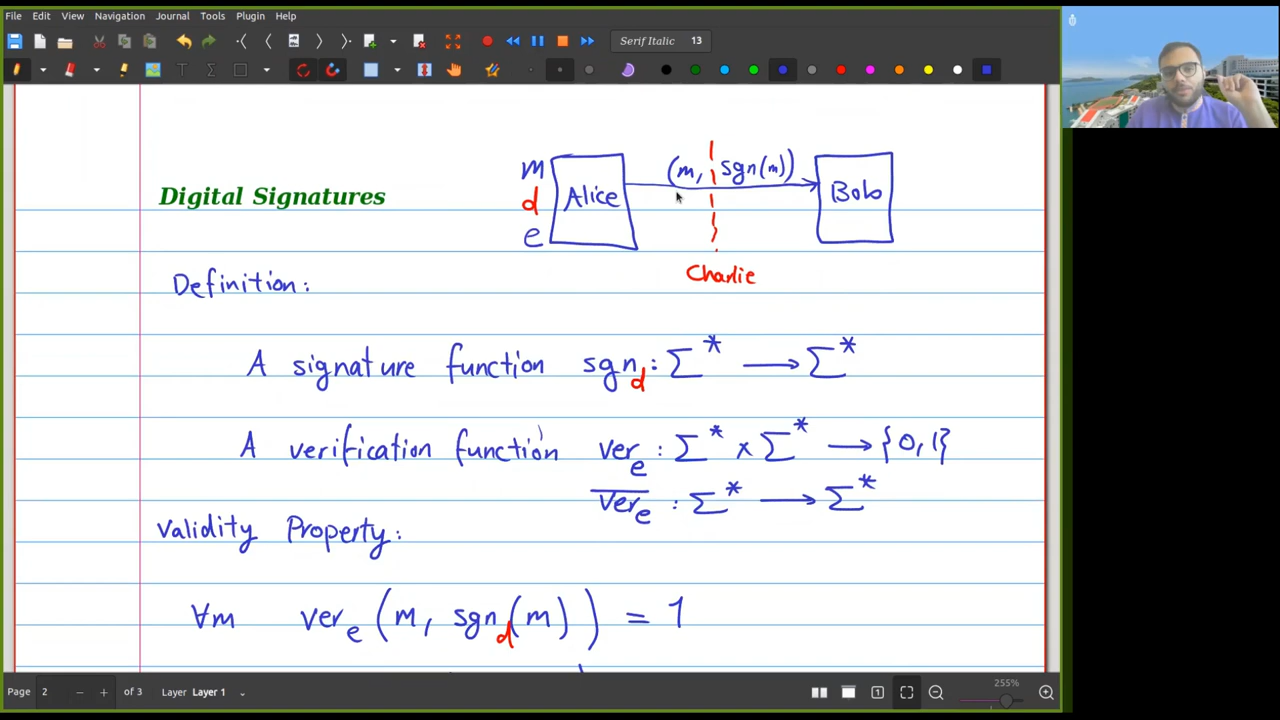 File Edit View Navigation Journal Tools Plugin Help
Serif Italic 13
m
d
e
Alice
(m, sgn(m))
Bob
Charlie
Digital Signatures
Definition:
A signature function sgn_d : Σ* ⟶ Σ*
A verification function ver_e : Σ* × Σ* ⟶ {0,1}
v̅e̅r̅_e : Σ* ⟶ Σ*
Validity Property:
∀m ver_e (m, sgn_d(m)) = 1
Page 2 of 3 Layer Layer 1 255%